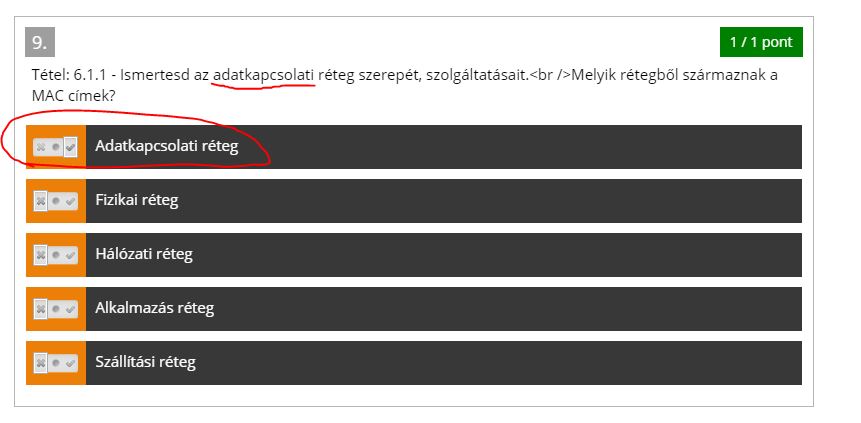 9.
1 / 1 pont
Tétel: 6.1.1 - Ismertesd az adatkapcsolati réteg szerepét, szolgáltatásait.<br />Melyik rétegből származnak a
MAC címek?
Adatkapcsolati réteg
Fizikai réteg
Hálózati réteg
Alkalmazás réteg
Szállítási réteg